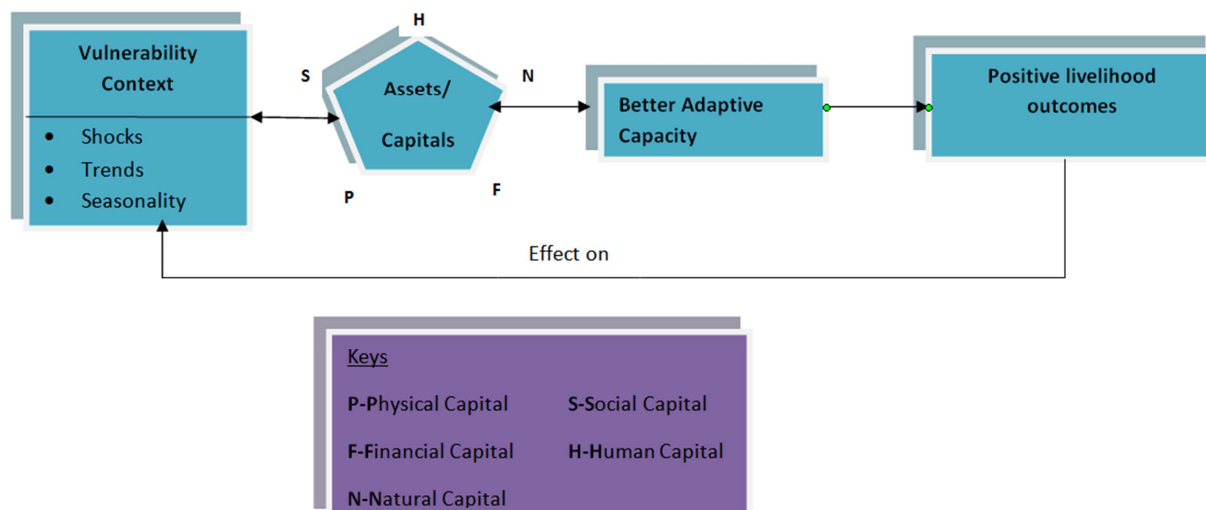 H
Vulnerability
Context
• Shocks
• Trends
• Seasonality
S
N
Assets/
Capitals
P
F
Better Adaptive
Capacity
Positive livelihood
outcomes
Effect on
Keys
P-Physical Capital
S-Social Capital
F-Financial Capital
H-Human Capital
N-Natural Capital